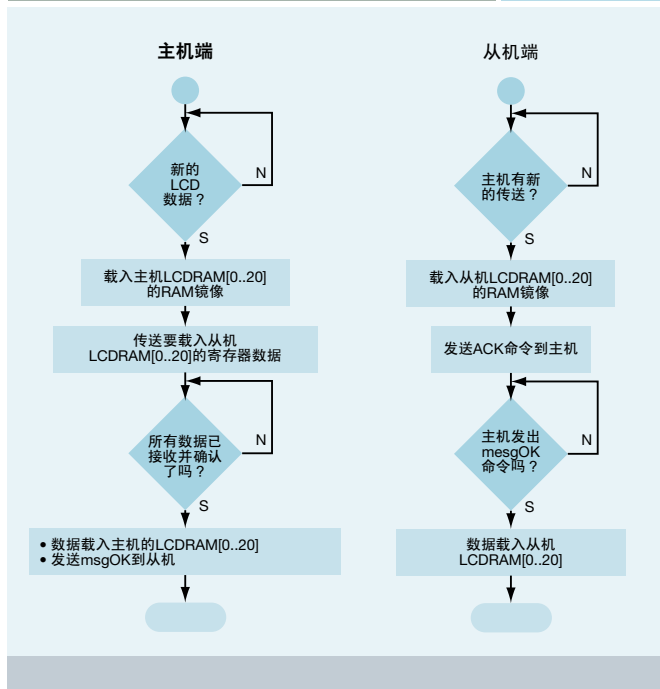 主机端
新的
LCD
数据？
N
S
载入主机LCDRAM[0..20]
的RAM镜像
传送要载入从机
LCDRAM[0..20]的寄存器数据
所有数据已
接收并确认
了吗？
N
S
• 数据载入主机的LCDRAM[0..20]
• 发送msgOK到从机
从机端
主机有新
的传送？
N
S
载入从机LCDRAM[0..20]
的RAM镜像
发送ACK命令到主机
主机发出
mesgOK
命令吗？
N
S
数据载入从机
LCDRAM[0..20]